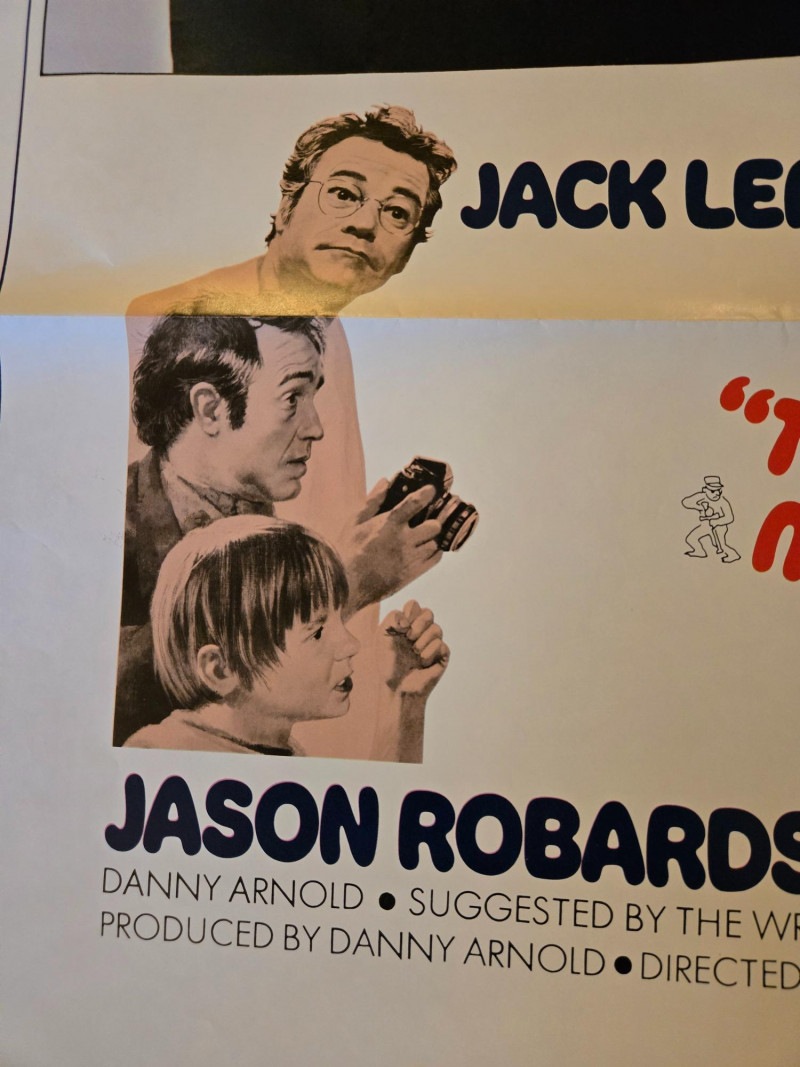 JACK LE
“T
JASON ROBARDS
DANNY ARNOLD ● SUGGESTED BY THE WR
PRODUCED BY DANNY ARNOLD ● DIRECTED